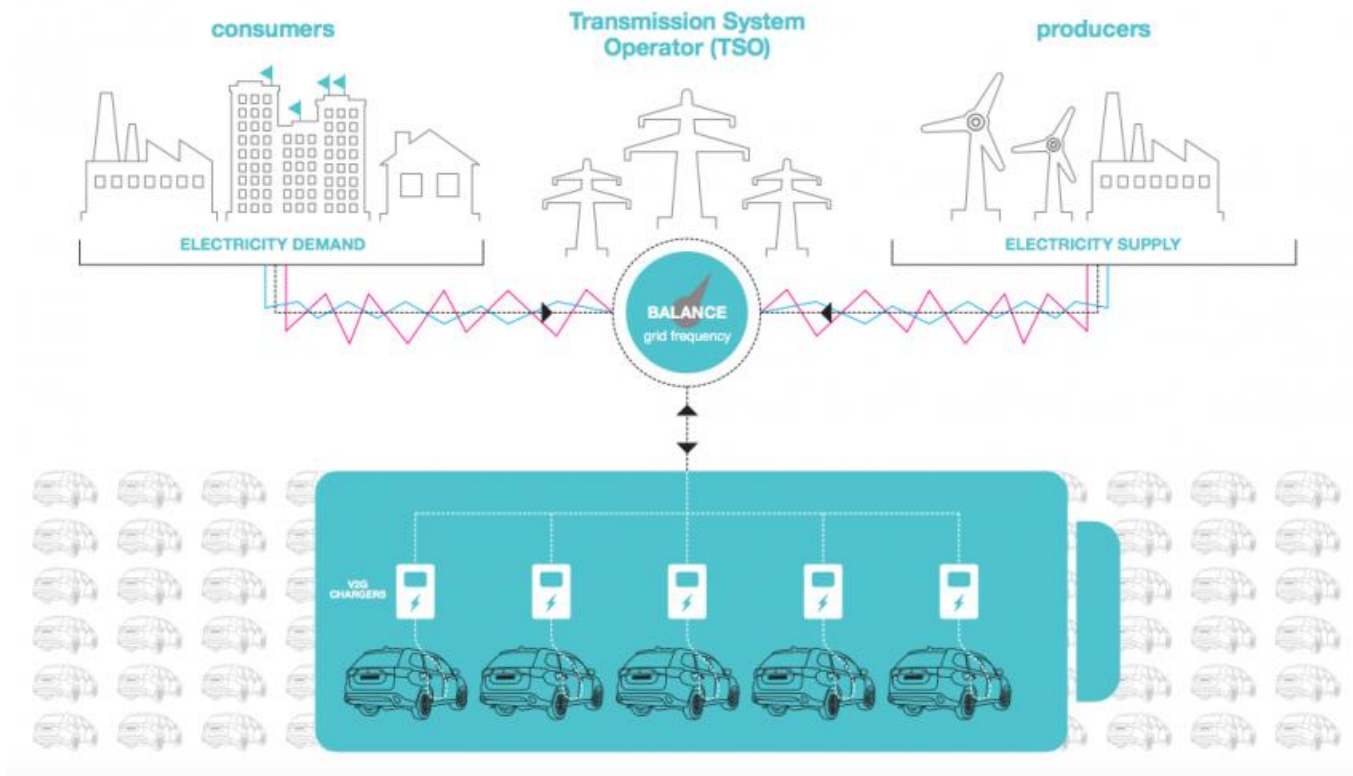 consumers
Transmission System
Operator (TSO)
producers
ELECTRICITY DEMAND
ELECTRICITY SUPPLY
BALANCE
grid frequency
V2G
CHARGERS